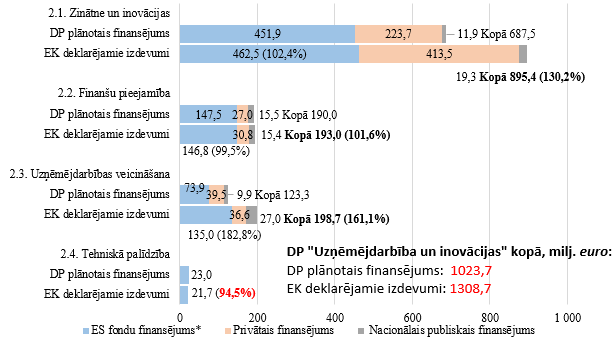 2.1. Zinātne un inovācijas
DP plānotais finansējums 451,9 223,7 11,9 Kopā 687,5
EK deklarējamie izdevumi 462,5 (102,4%) 413,5
19,3 Kopā 895,4 (130,2%)
2.2. Finanšu pieejamība
DP plānotais finansējums 147,5 27,0 15,5 Kopā 190,0
EK deklarējamie izdevumi 30,8 15,4 Kopā 193,0 (101,6%)
146,8 (99,5%)
2.3. Uzņēmējdarbības veicināšana
DP plānotais finansējums 73,9 39,5 9,9 Kopā 123,3
EK deklarējamie izdevumi 36,6 27,0 Kopā 198,7 (161,1%)
135,0 (182,8%)
2.4. Tehniskā palīdzība
DP "Uzņēmējdarbība un inovācijas" kopā, milj. euro:
DP plānotais finansējums 23,0
DP plānotais finansējums: 1023,7
EK deklarējamie izdevumi 21,7 (94,5%)
EK deklarējamie izdevumi: 1308,7
0 200 400 600 800 1 000
ES fondu finansējums* Privātais finansējums Nacionālais publiskais finansējums